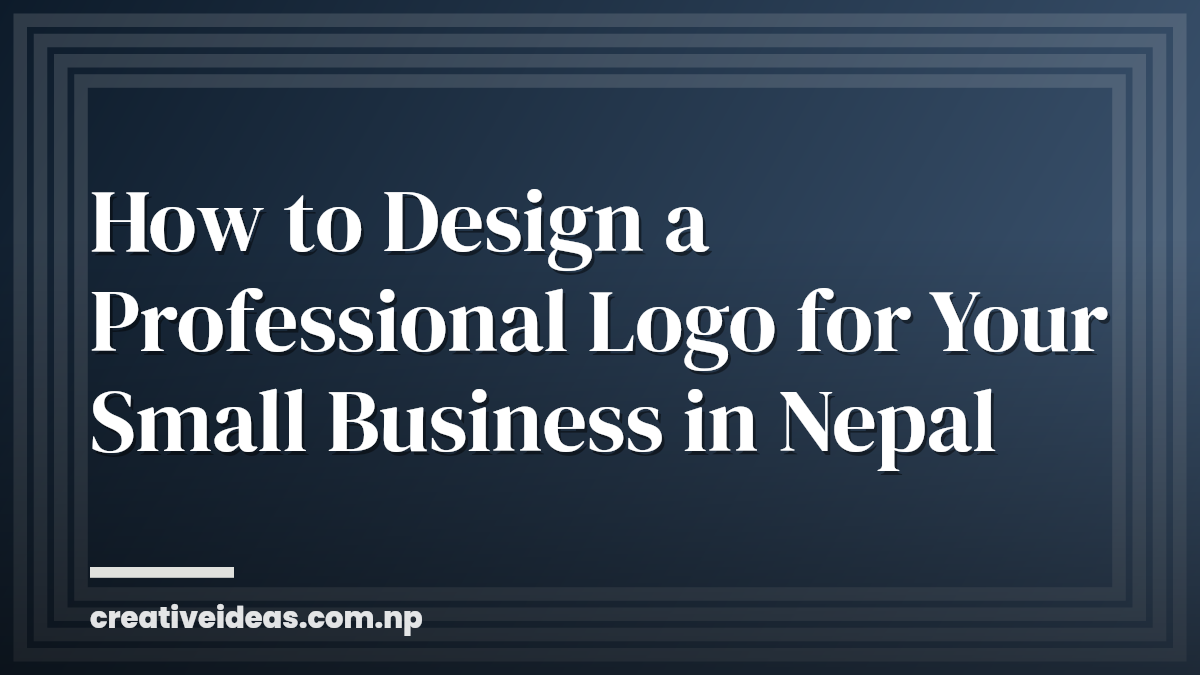 How to Design a
Professional Logo for Your
Small Business in Nepal
creativeideas.com.np